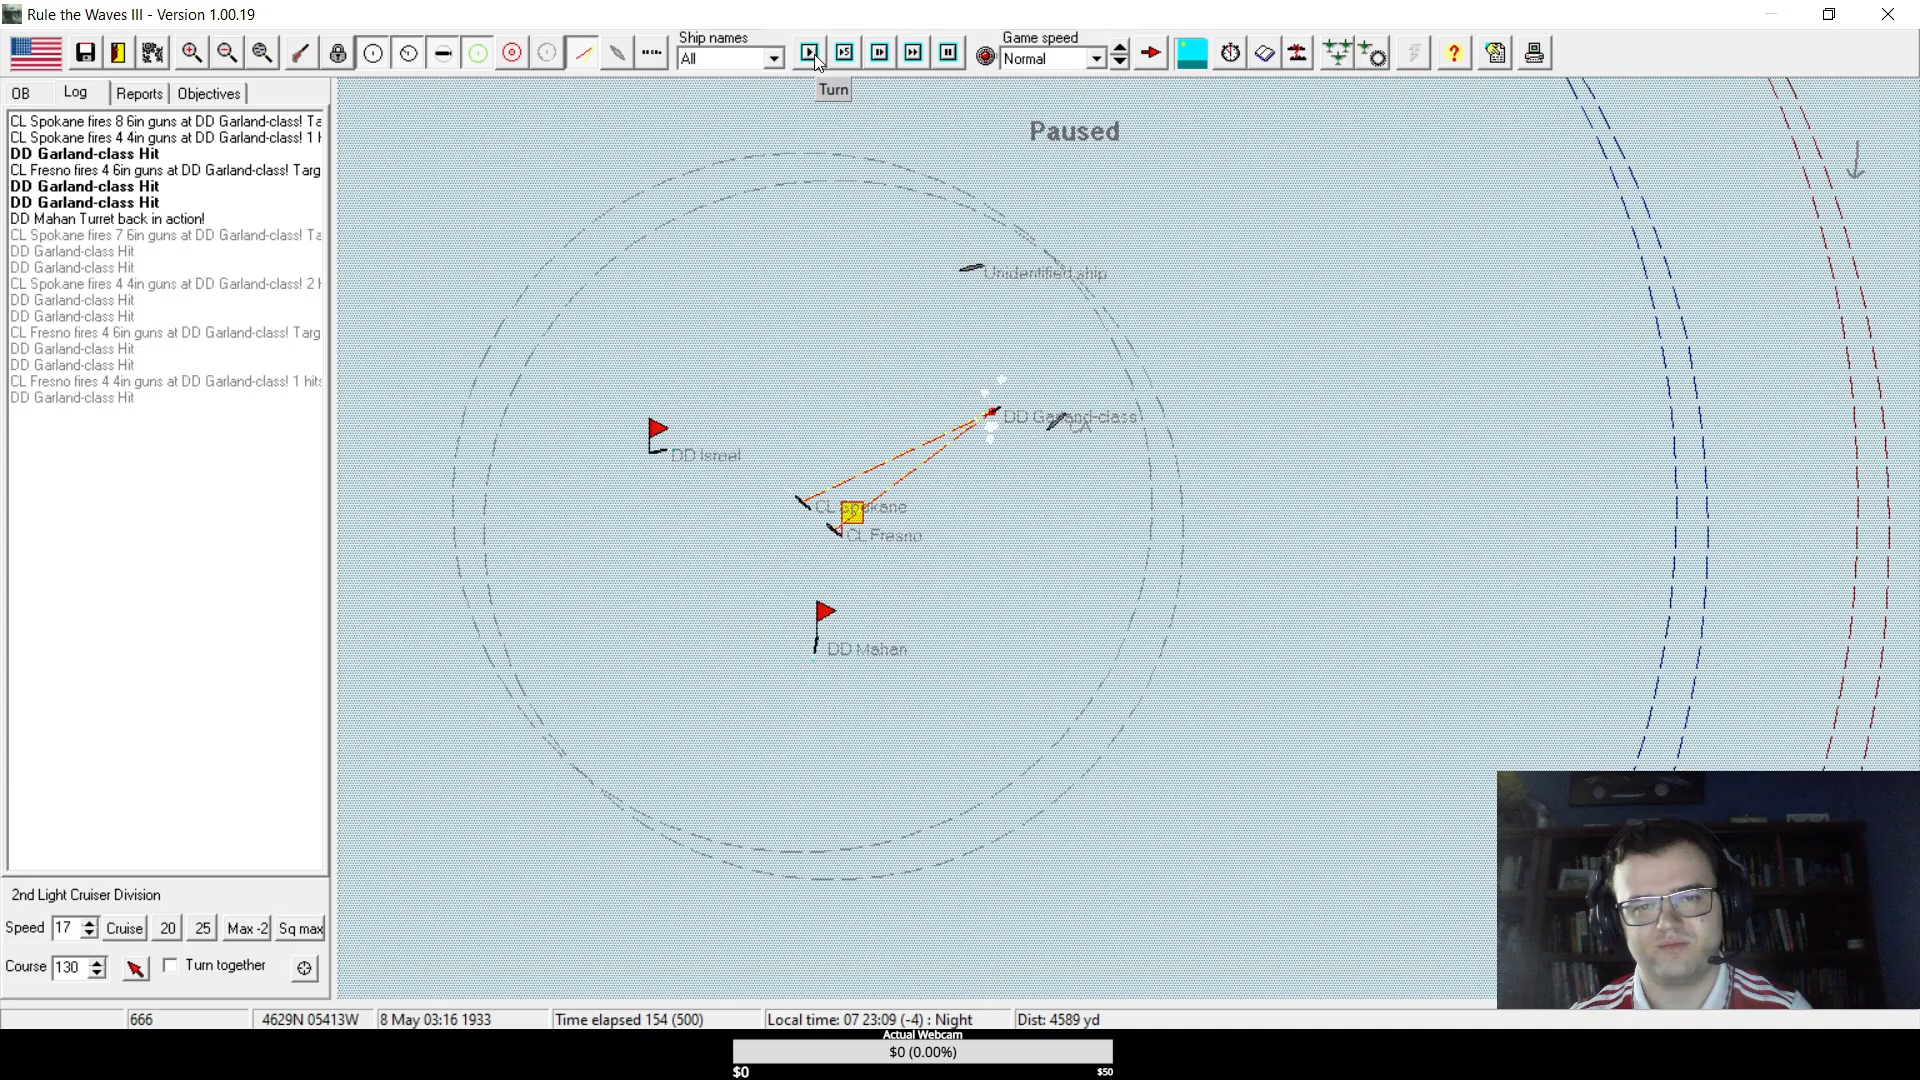 Rule the Waves III - Version 1.00.19
Ship names
Game speed
All
Normal
Turn
OB
Log
Reports
Objectives
CL Spokane fires 8 6in guns at DD Garland-class! Ta
CL Spokane fires 4 4in guns at DD Garland-class! 1 h
DD Garland-class Hit
CL Fresno fires 4 6in guns at DD Garland-class! Targ
DD Garland-class Hit
DD Garland-class Hit
DD Mahan Turret back in action!
CL Spokane fires 7 6in guns at DD Garland-class! Ta
DD Garland-class Hit
DD Garland-class Hit
CL Spokane fires 4 4in guns at DD Garland-class! 2 h
DD Garland-class Hit
DD Garland-class Hit
CL Fresno fires 4 6in guns at DD Garland-class! Targ
DD Garland-class Hit
DD Garland-class Hit
CL Fresno fires 4 4in guns at DD Garland-class! 1 hits
DD Garland-class Hit
Paused
Unidentified ship
DD Garland-class
CA
DD Israel
CL Spokane
CL Fresno
DD Mahan
2nd Light Cruiser Division
Speed 17 Cruise 20 25 Max -2 Sq max
Course 130 Turn together
666
4629N 05413W
8 May 03:16 1933
Time elapsed 154 (500)
Local time: 07 23:09 (-4) : Night
Dist: 4589 yd
Actual Webcam
$0 (0.00%)
$0
$50